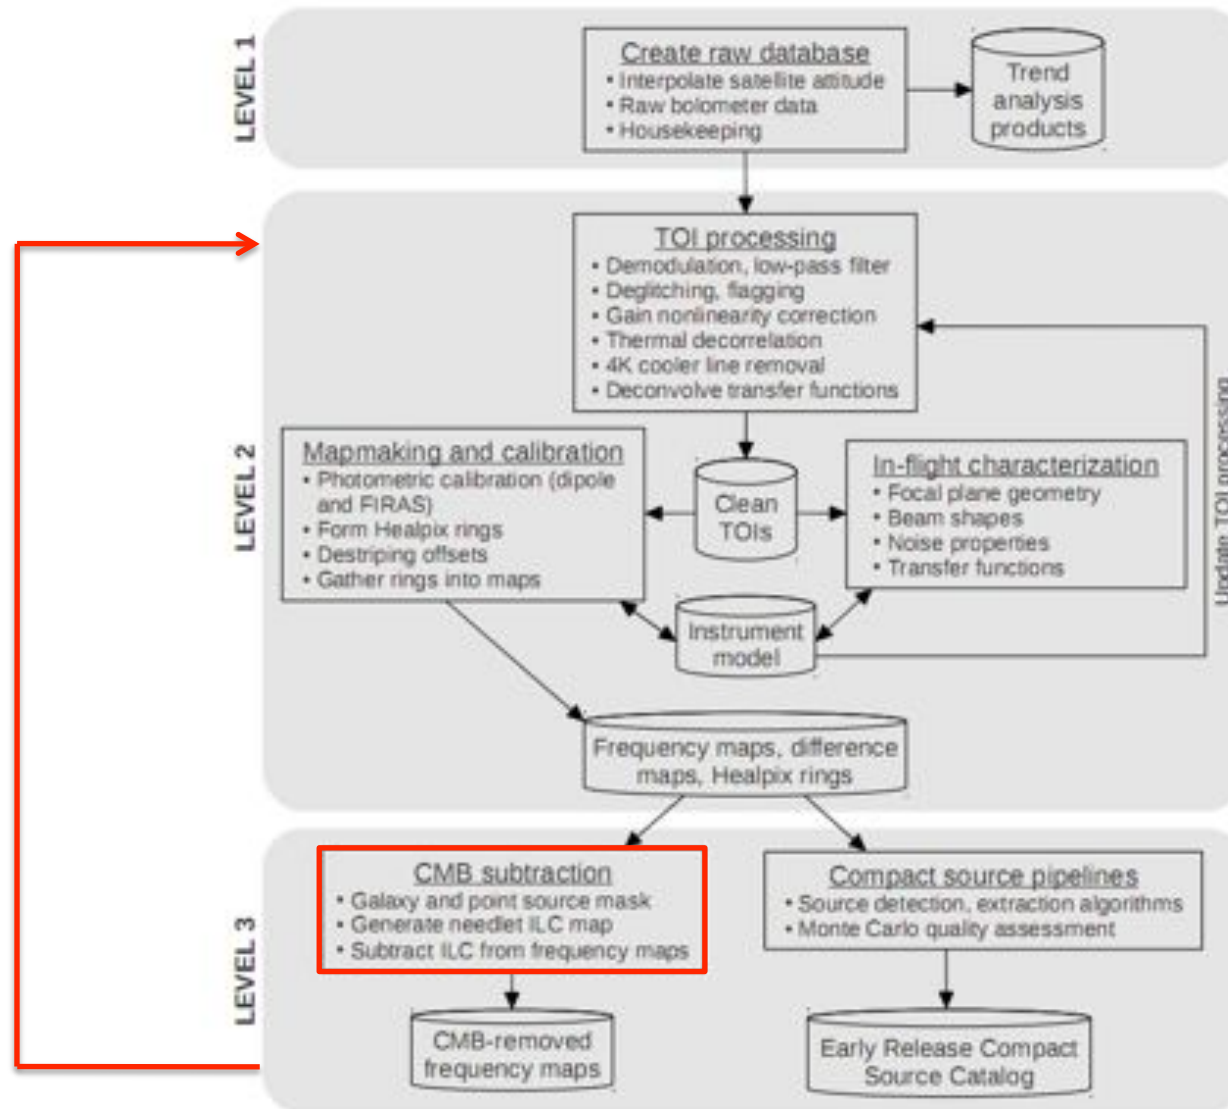 LEVEL 1
Create raw database
• Interpolate satellite attitude
• Raw bolometer data
• Housekeeping
Trend
analysis
products
LEVEL 2
TOI processing
• Demodulation, low-pass filter
• Deglitching, flagging
• Gain nonlinearity correction
• Thermal decorrelation
• 4K cooler line removal
• Deconvolve transfer functions
Mapmaking and calibration
• Photometric calibration (dipole
and FIRAS)
• Form Healpix rings
• Destriping offsets
• Gather rings into maps
Clean
TOIs
In-flight characterization
• Focal plane geometry
• Beam shapes
• Noise properties
• Transfer functions
Update TOI processing
Instrument
model
Frequency maps, difference
maps, Healpix rings
LEVEL 3
CMB subtraction
• Galaxy and point source mask
• Generate needlet ILC map
• Subtract ILC from frequency maps
Compact source pipelines
• Source detection, extraction algorithms
• Monte Carlo quality assessment
CMB-removed
frequency maps
Early Release Compact
Source Catalog